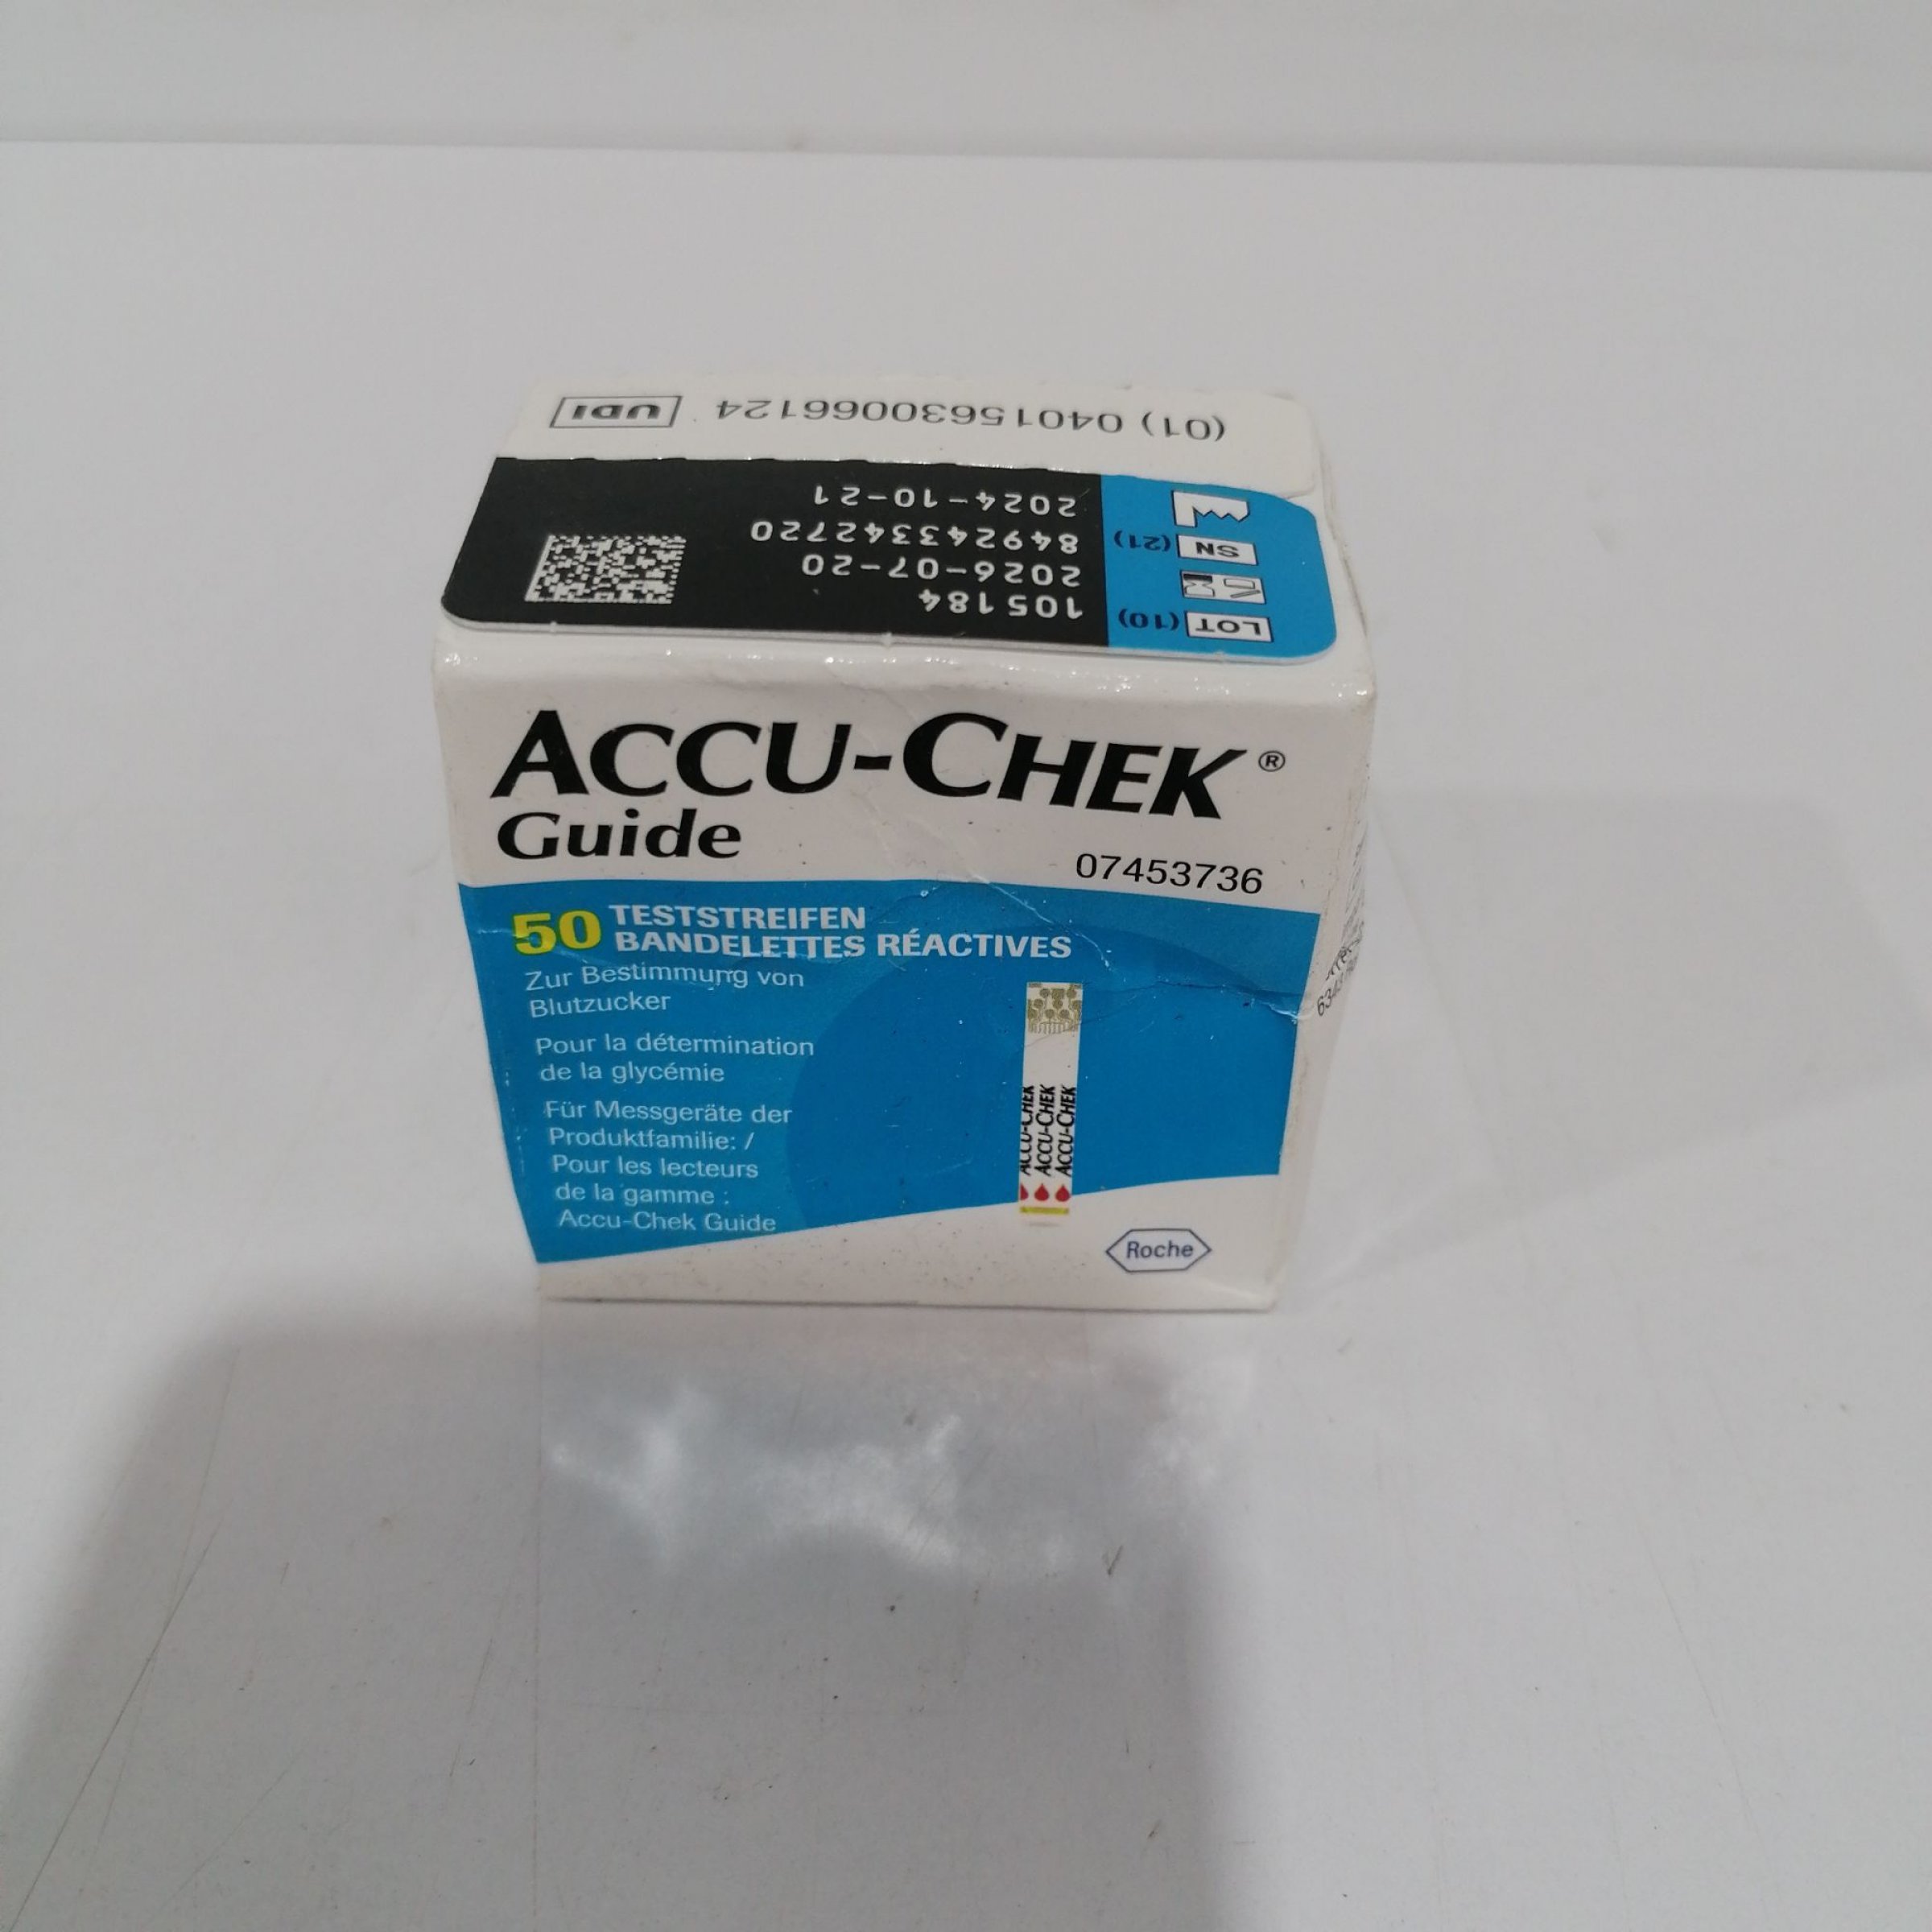 (01) 04015630066124 UDI
2024-10-21
SN (21) 84924334272​0
2026-07-20
LOT (10) 105184
ACCU-CHEK®
Guide
07453736
50 TESTSTREIFEN
BANDELETTES RÉACTIVES
Zur Bestimmung von
Blutzucker
Pour la détermination
de la glycémie
Für Messgeräte der
Produktfamilie: /
Pour les lecteurs
de la gamme :
Accu-Chek Guide
ACCU-CHEK
ACCU-CHEK
ACCU-CHEK
Roche